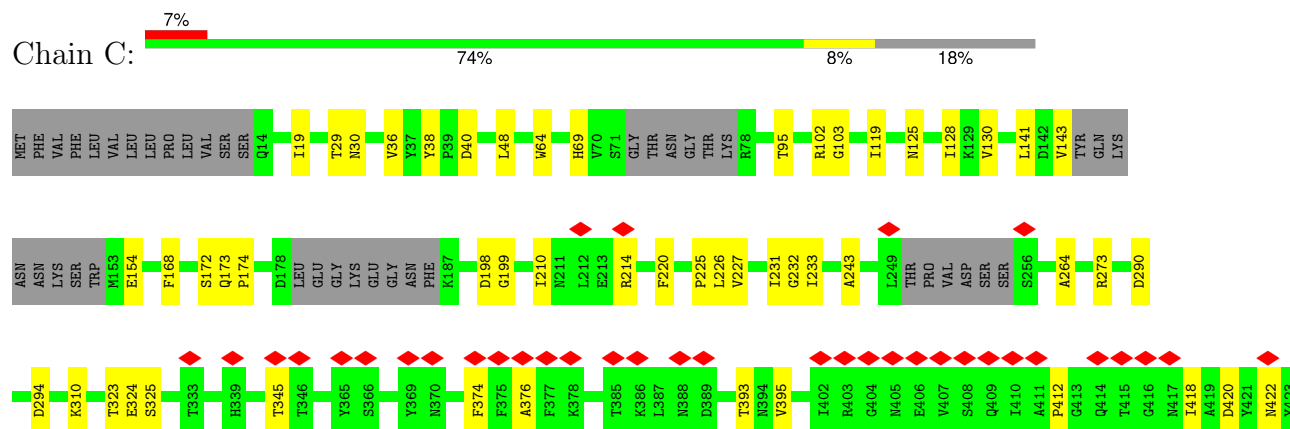 7%
Chain C:
74% 8% 18%
MET PHE VAL PHE LEU VAL LEU LEU PRO LEU VAL SER SER Q14 I19 T29 N30 V36 Y37 Y38 P39 D40 L48 W64 H69 V70 S71 GLY THR ASN GLY THR LYS R78 T95 R102 G103 I119 N125 I128 K129 V130 L141 D142 V143 TYR GLN LYS
ASN ASN LYS SER TRP M153 E154 F168 S172 Q173 P174 D178 LEU GLU GLY LYS GLU GLY ASN PHE K187 D198 G199 I210 N211 L212 E213 R214 F220 P225 L226 V227 I231 G232 I233 A243 L249 THR PRO VAL ASP SER SER S256 A264 R273 D290
D294 K310 T323 E324 S325 T333 H339 T345 T346 Y365 S366 Y369 N370 F374 F375 A376 F377 K378 T385 K386 L387 N388 D389 T393 N394 V395 I402 R403 G404 N405 E406 V407 S408 Q409 I410 A411 P412 G413 Q414 T415 G416 N417 I418 A419 D420 Y421 N422 Y423